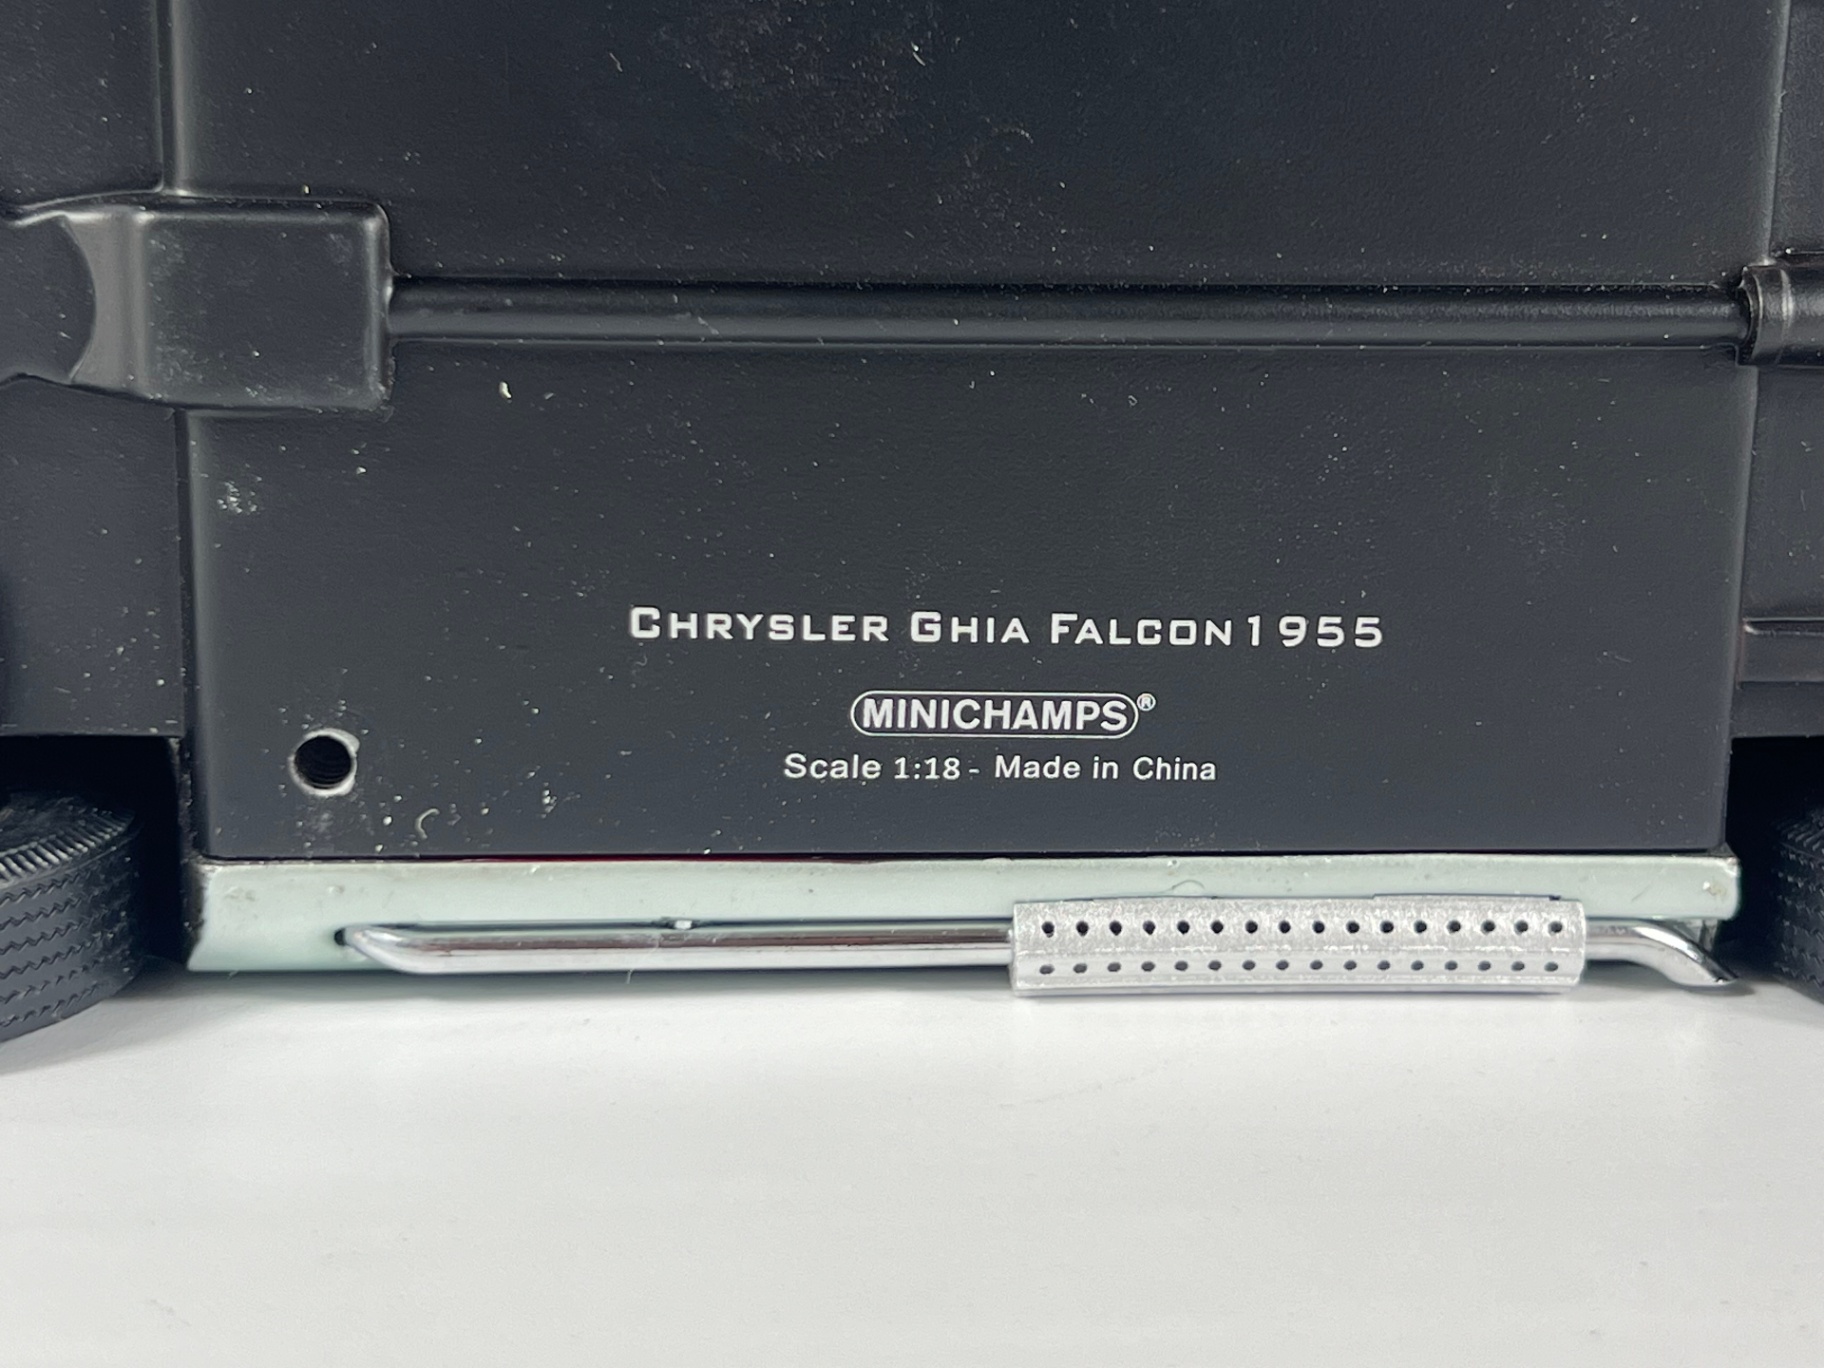 CHRYSLER GHIA FALCON 1955
MINICHAMPS®
Scale 1:18 - Made in China